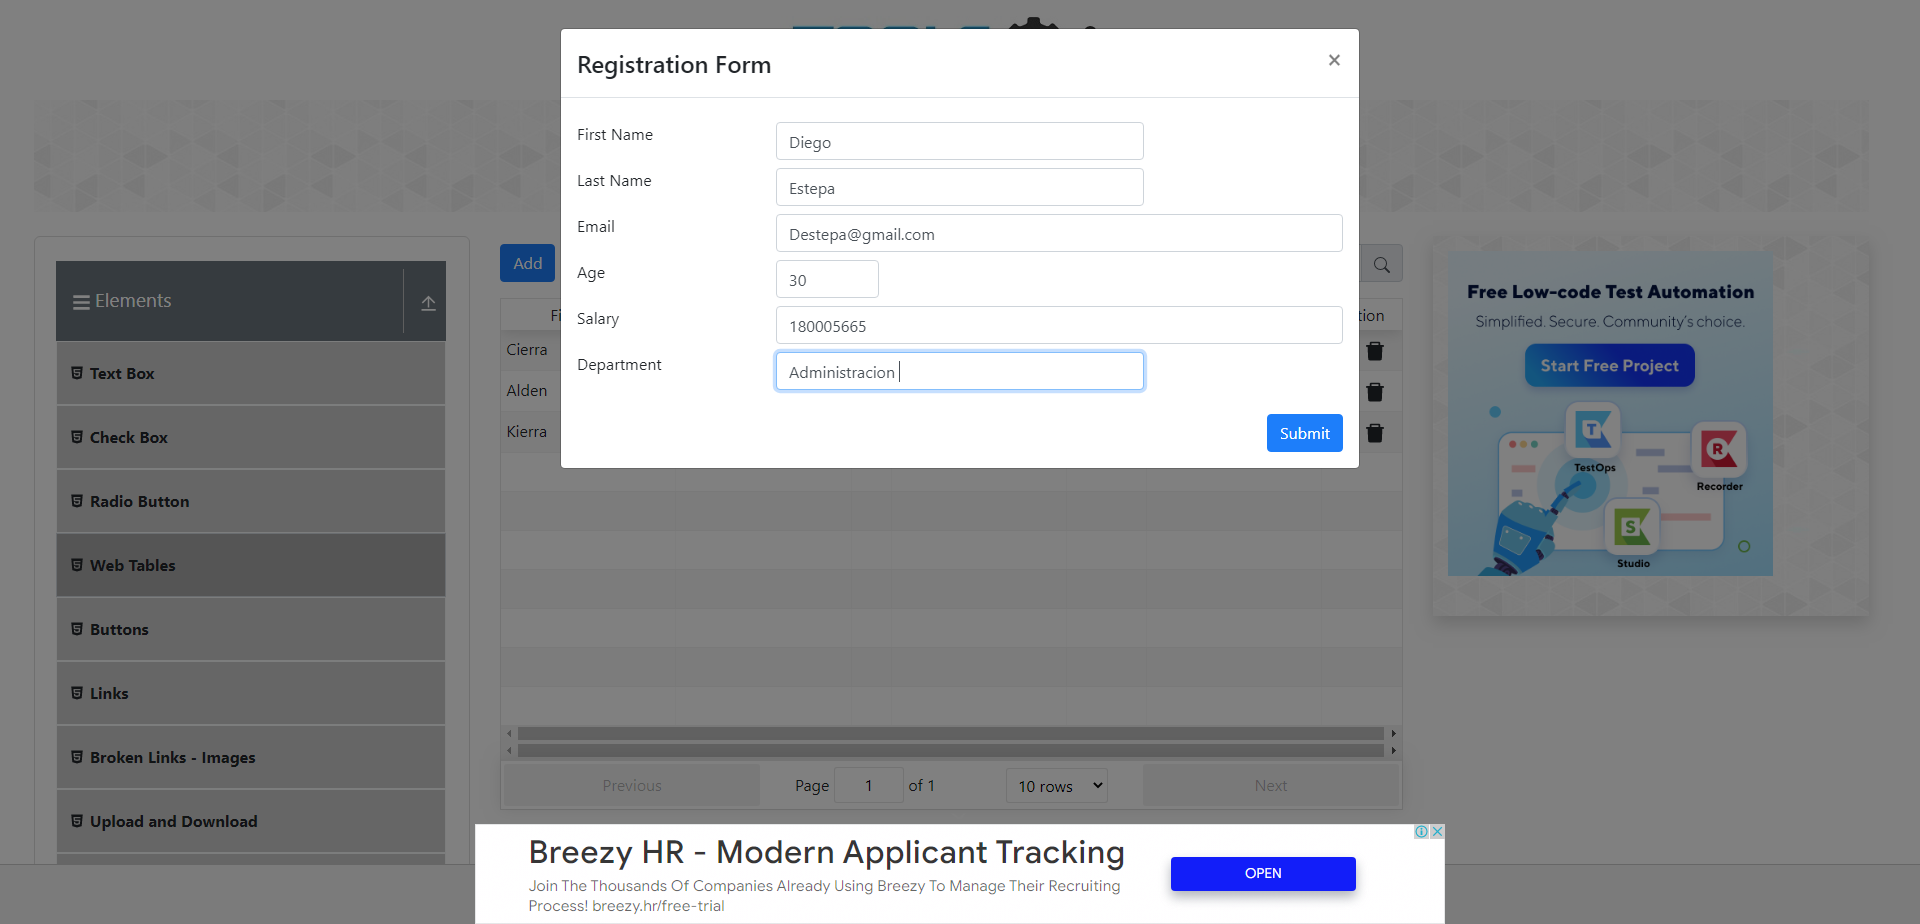 Registration Form
×
First Name
Diego
Last Name
Estepa
Email
Destepa@gmail.com
Age
30
Salary
180005665
Department
Administracion
Submit
Elements
Text Box
Check Box
Radio Button
Web Tables
Buttons
Links
Broken Links - Images
Upload and Download
Add
Cierra
Alden
Kierra
Previous
Page 1 of 1
10 rows
Next
Free Low-code Test Automation
Simplified. Secure. Community's choice.
Start Free Project
T
TestOps
R
Recorder
S
Studio
Breezy HR - Modern Applicant Tracking
Join The Thousands Of Companies Already Using Breezy To Manage Their Recruiting
Process! breezy.hr/free-trial
OPEN